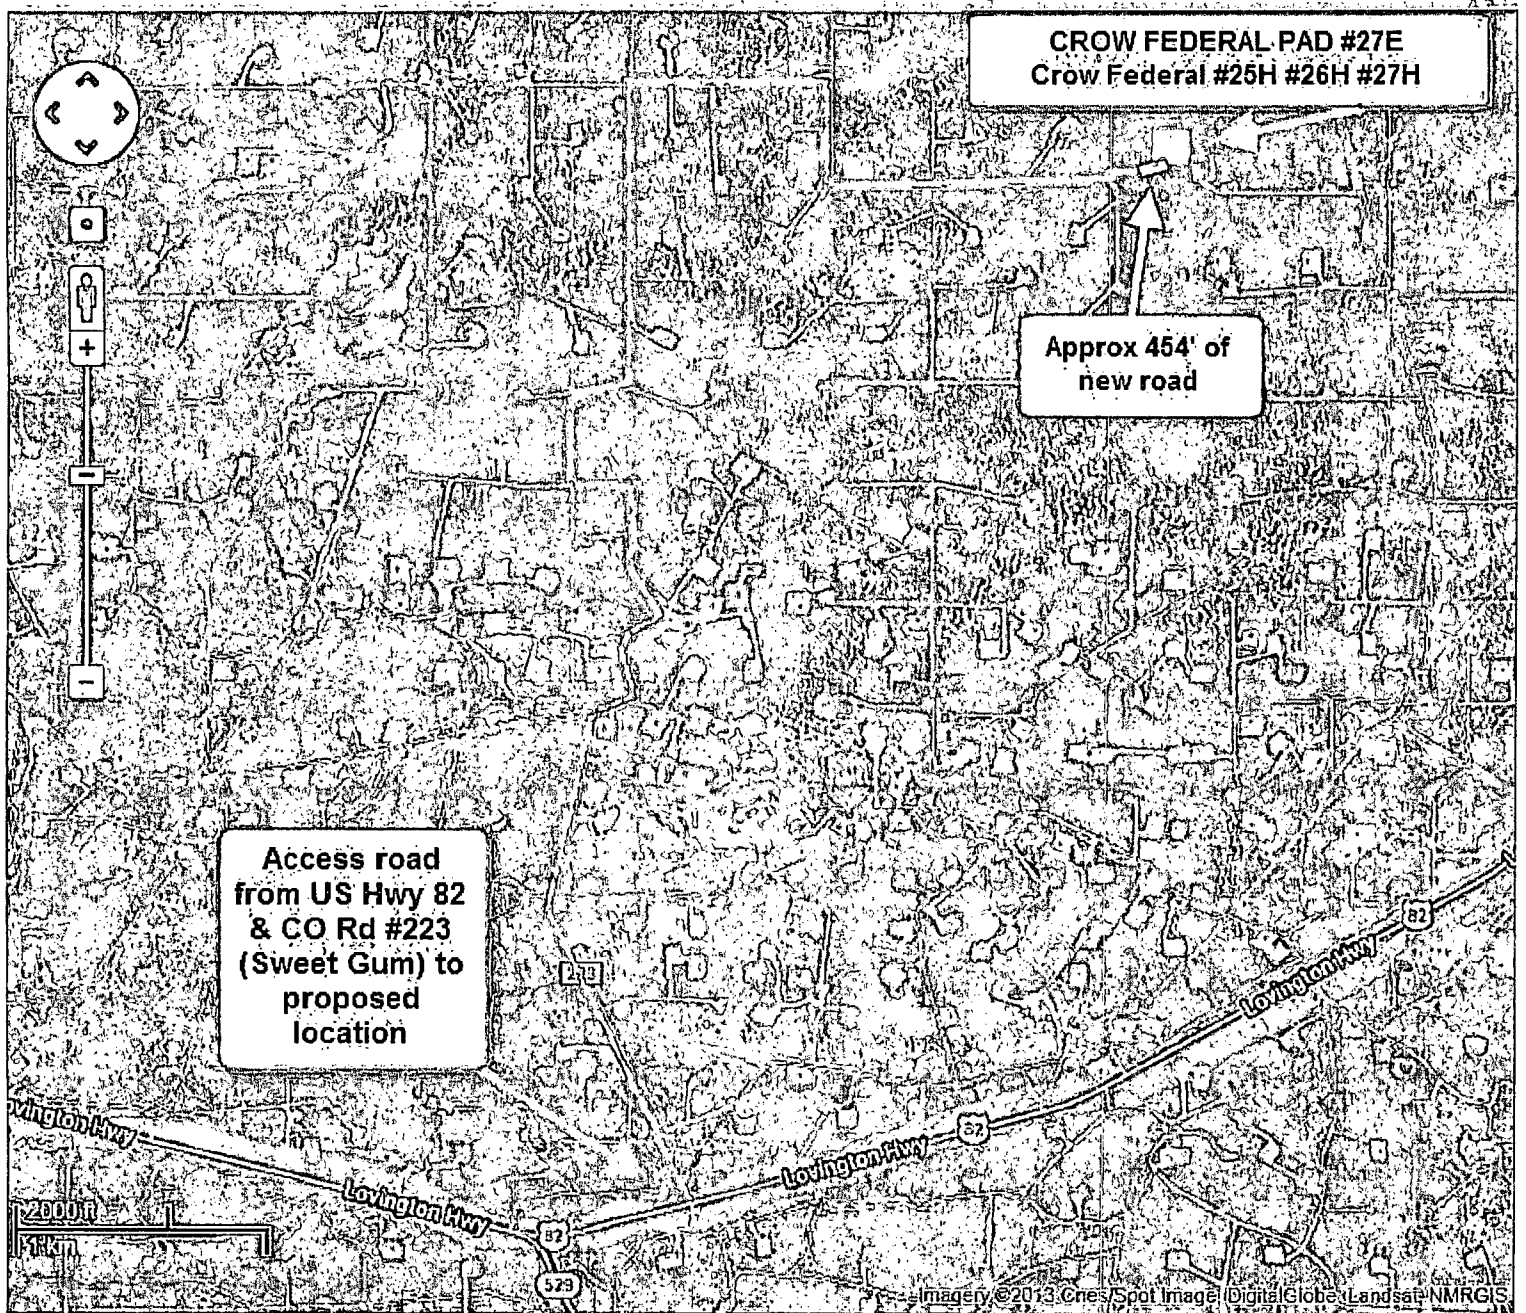 CROW FEDERAL PAD #27E
Crow Federal #25H #26H #27H
Approx 454' of
new road
Access road
from US Hwy 82
& CO Rd #223
(Sweet Gum) to
proposed
location
82
Lovington Hwy
82
Lovington Hwy
ovington Hwy
Lovington Hwy
82
529
2000 ft
1 km
Imagery ©2013 Cnes/Spot Image, DigitalGlobe, Landsat, NMRGIS